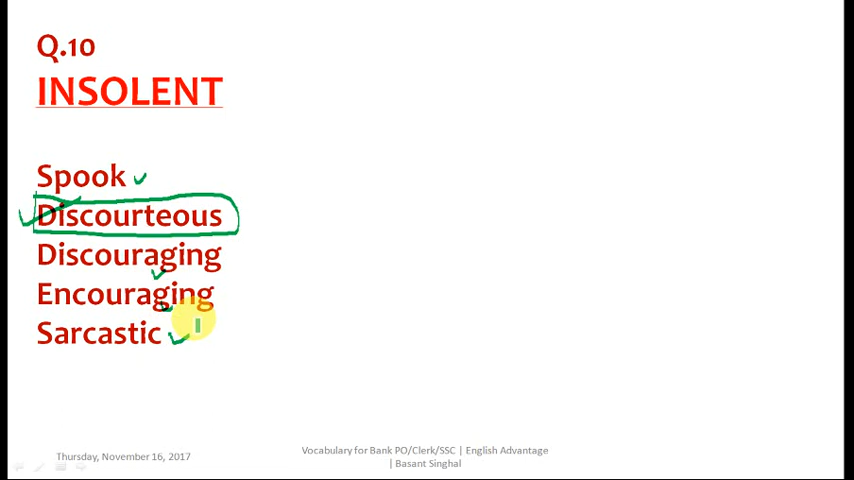 Q.10
INSOLENT
Spook
Discourteous
Discouraging
Encouraging
Sarcastic
Thursday, November 16, 2017
Vocabulary for Bank PO/Clerk/SSC | English Advantage
| Basant Singhal